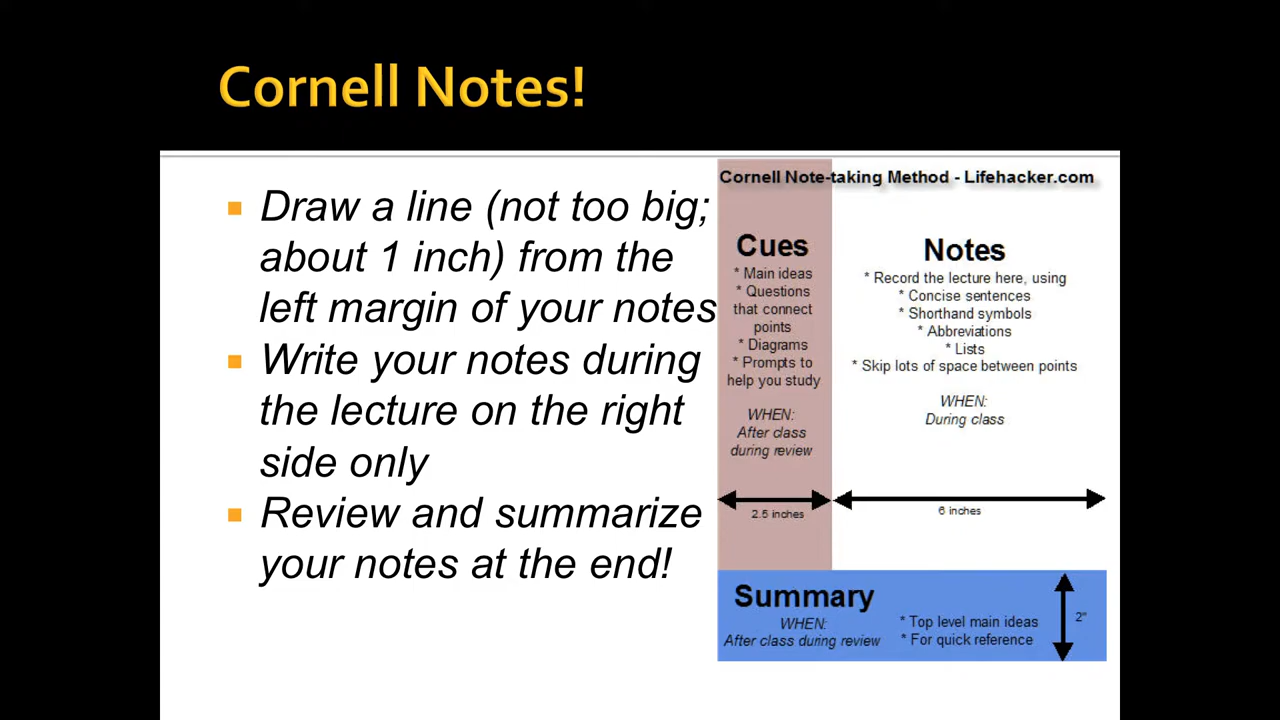 Cornell Notes!
Draw a line (not too big;
about 1 inch) from the
left margin of your notes
Write your notes during
the lecture on the right
side only
Review and summarize
your notes at the end!
Cornell Note-taking Method - Lifehacker.com
Cues
* Main ideas
* Questions
that connect
points
* Diagrams
* Prompts to
help you study
WHEN:
After class
during review
2.5 inches
Notes
* Record the lecture here, using
* Concise sentences
* Shorthand symbols
* Abbreviations
* Lists
* Skip lots of space between points
WHEN:
During class
6 inches
Summary
WHEN:
After class during review
* Top level main ideas
* For quick reference
2"